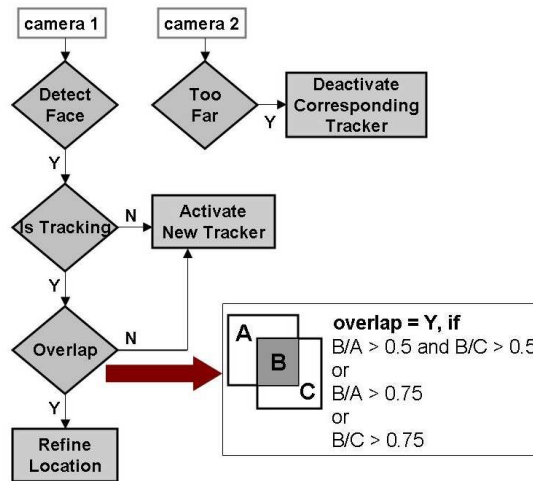 camera 1
camera 2
Detect
Face
Too
Far
Y
Deactivate
Corresponding
Tracker
Y
Is Tracking
N
Activate
New Tracker
Y
Overlap
N
Y
Refine
Location
A
B
C
overlap = Y, if
B/A > 0.5 and B/C > 0.5
or
B/A > 0.75
or
B/C > 0.75